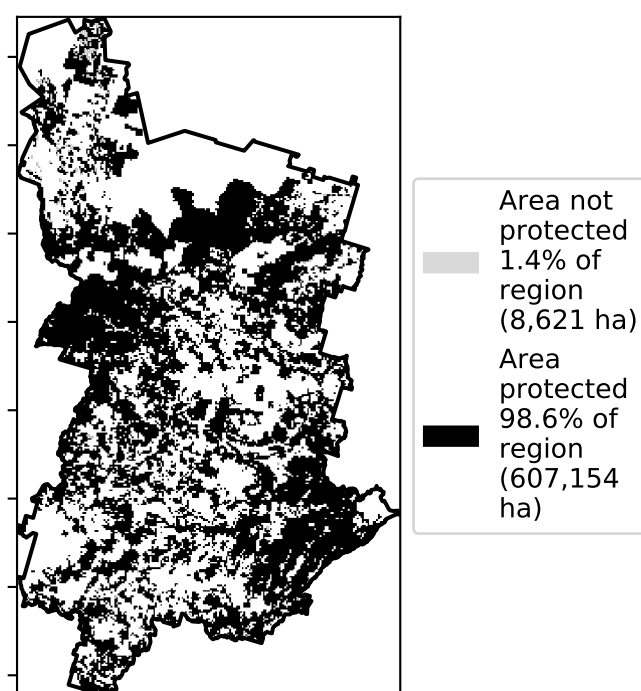 Area not
protected
1.4% of
region
(8,621 ha)
Area
protected
98.6% of
region
(607,154
ha)